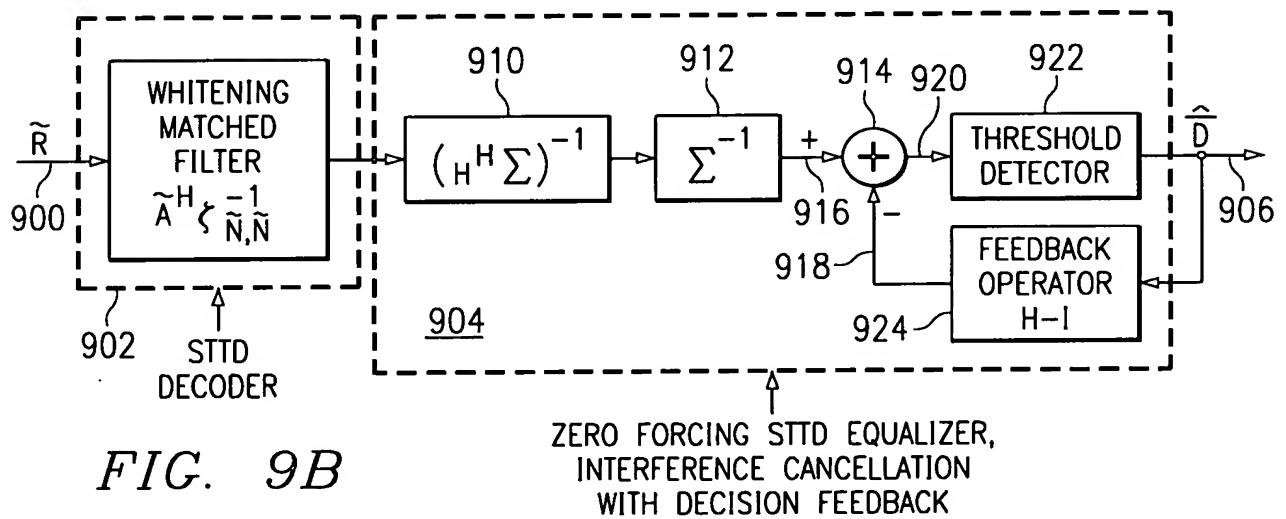 910
912
914
920
922
WHITENING
MATCHED
FILTER
Ã^H ζ^-1_Ñ,Ñ
R̃
900
(H^H Σ)^-1
Σ^-1
+
916
+
THRESHOLD
DETECTOR
D̂
906
918
-
FEEDBACK
OPERATOR
H-I
924
902
STTD
DECODER
904
ZERO FORCING STTD EQUALIZER,
INTERFERENCE CANCELLATION
WITH DECISION FEEDBACK
FIG. 9B